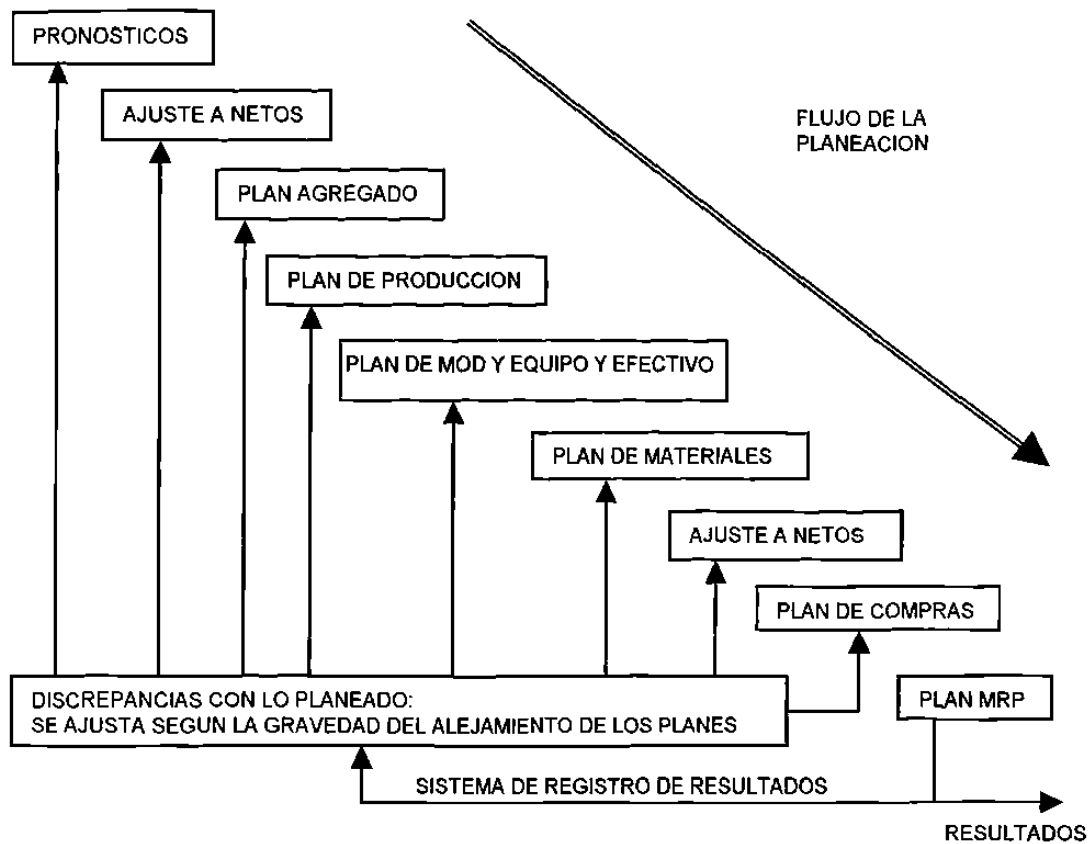 PRONOSTICOS
AJUSTE A NETOS
FLUJO DE LA
PLANEACION
PLAN AGREGADO
PLAN DE PRODUCCION
PLAN DE MOD Y EQUIPO Y EFECTIVO
PLAN DE MATERIALES
AJUSTE A NETOS
PLAN DE COMPRAS
DISCREPANCIAS CON LO PLANEADO:
SE AJUSTA SEGUN LA GRAVEDAD DEL ALEJAMIENTO DE LOS PLANES
PLAN MRP
SISTEMA DE REGISTRO DE RESULTADOS
RESULTADOS